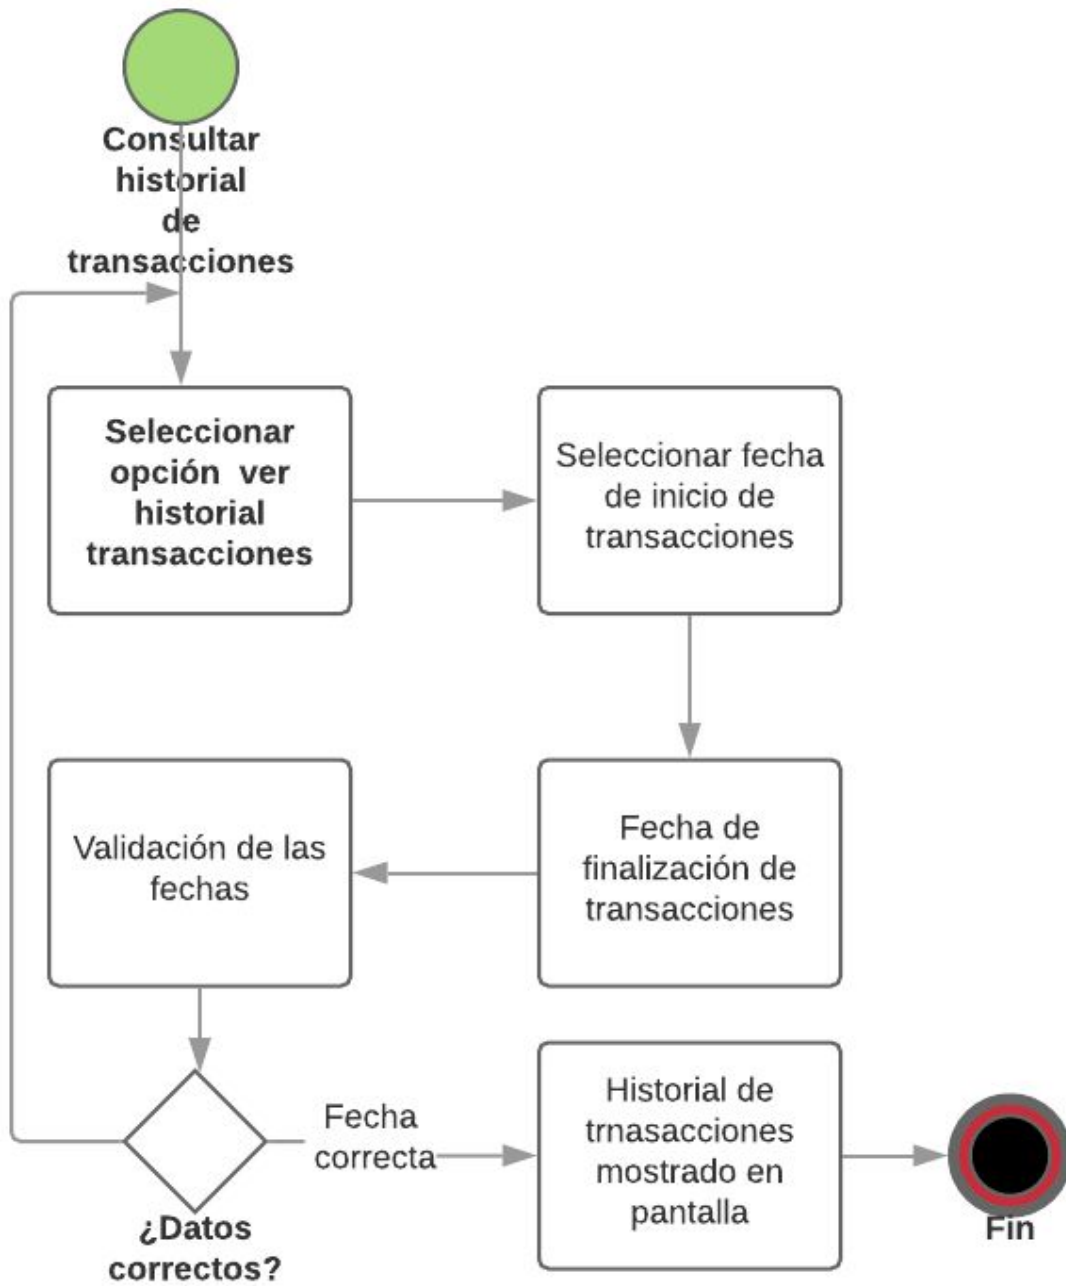 Consultar
historial
de
transacciones
Seleccionar
opción ver
historial
transacciones
Seleccionar fecha
de inicio de
transacciones
Fecha de
finalización de
transacciones
Validación de las
fechas
¿Datos
correctos?
Fecha
correcta
Historial de
trnasacciones
mostrado en
pantalla
Fin